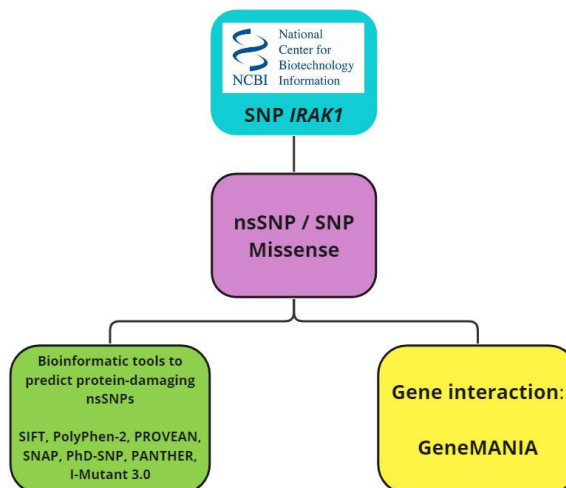 National
Center for
Biotechnology
Information
NCBI
SNP IRAK1
nsSNP / SNP
Missense
Bioinformatic tools to
predict protein-damaging
nsSNPs
SIFT, PolyPhen-2, PROVEAN,
SNAP, PhD-SNP, PANTHER,
I-Mutant 3.0
Gene interaction:
GeneMANIA